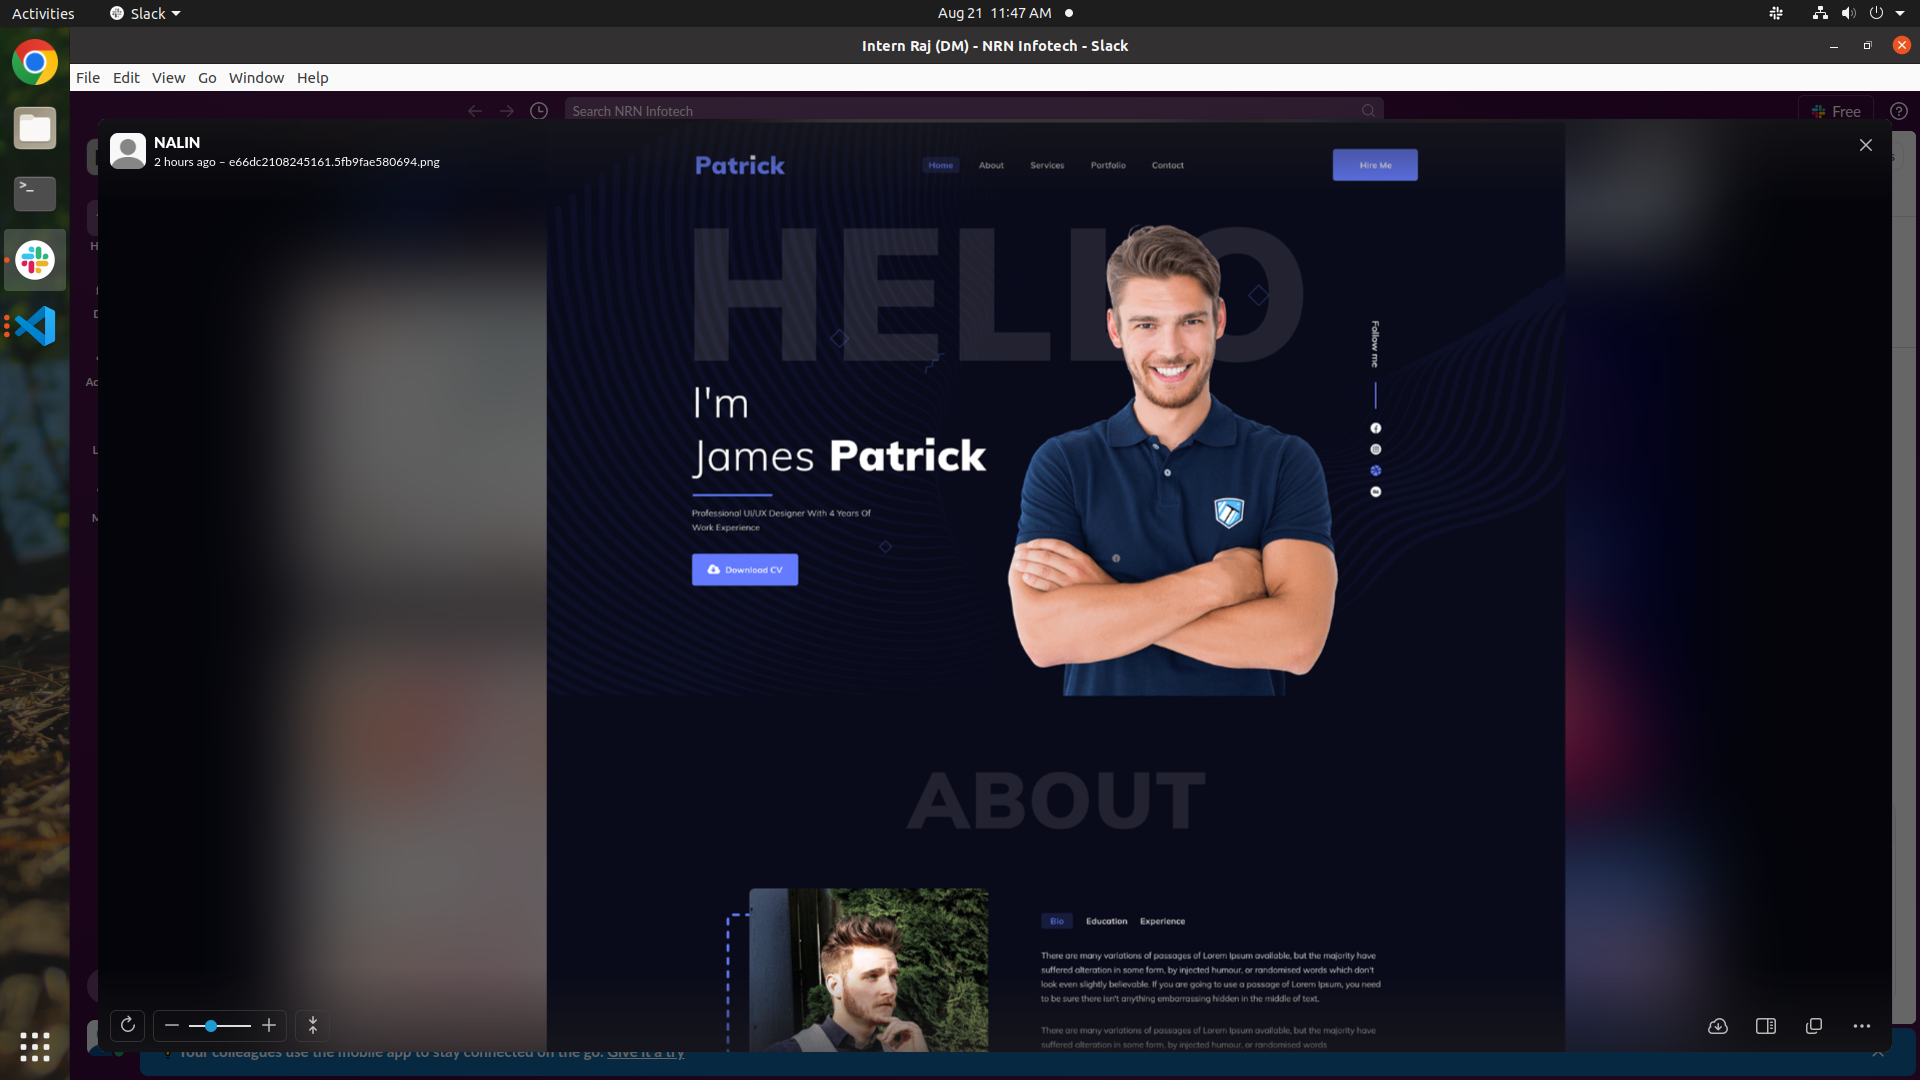 Activities
Slack
Aug 21 11:47 AM
Intern Raj (DM) - NRN Infotech - Slack
File Edit View Go Window Help
Search NRN Infotech
Free
NALIN
2 hours ago – e66dc2108245161.5fb9fae580694.png
Patrick
Home About Services Portfolio Contact
Hire Me
HELLO
Follow me
I'm
James Patrick
Professional UI/UX Designer With 4 Years Of
Work Experience
Download CV
ABOUT
Bio Education Experience
There are many variations of passages of Lorem Ipsum available, but the majority have
suffered alteration in some form, by injected humour, or randomised words which don't
look even slightly believable. If you are going to use a passage of Lorem Ipsum, you need
to be sure there isn't anything embarrassing hidden in the middle of text.
There are many variations of passages of Lorem Ipsum available, but the majority have
suffered alteration in some form, by injected humour, or randomised words
Your colleagues use the mobile app to stay connected on the go. Give it a try